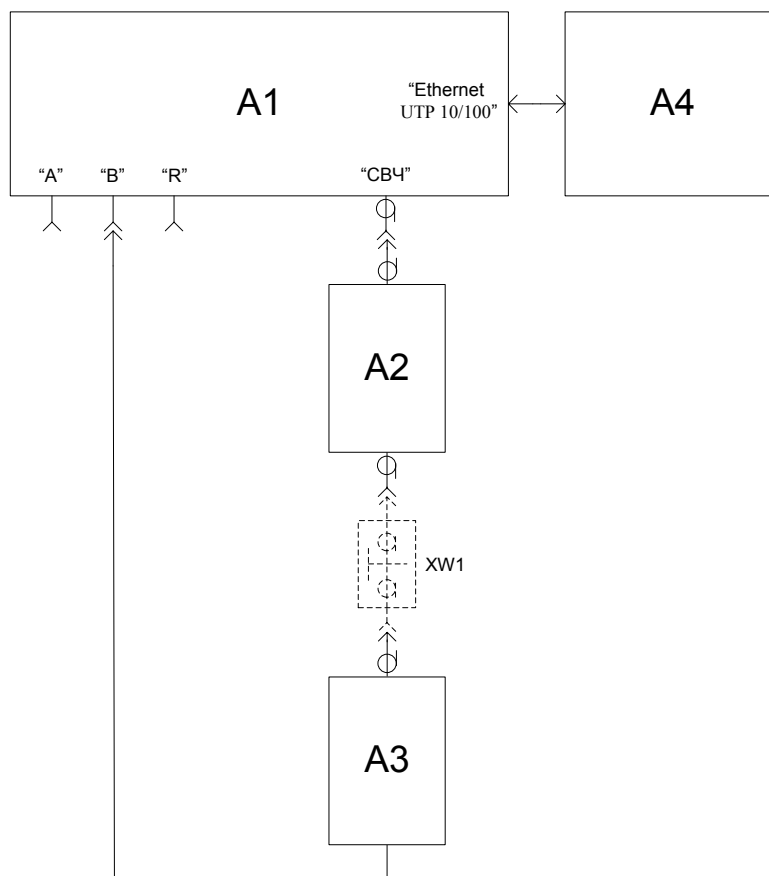 A1
“Ethernet
UTP 10/100”
A4
“A” “B” “R” “СВЧ”
A2
XW1
A3